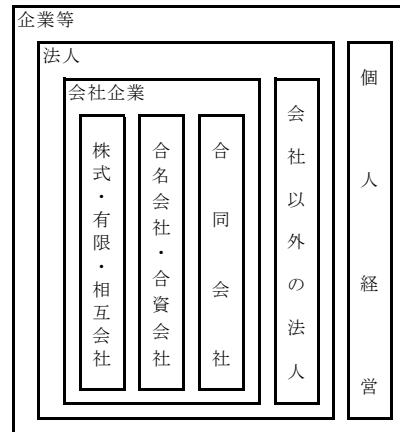 企業等
法人
会社企業
株式・有限・相互会社
合名会社・合資会社
合同会社
会社以外の法人
個人経営